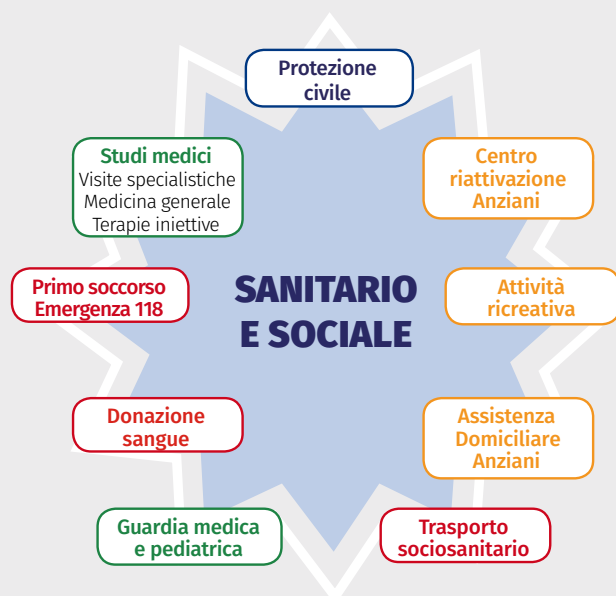 Protezione
civile
Studi medici
Visite specialistiche
Medicina generale
Terapie iniettive
Centro
riattivazione
Anziani
Primo soccorso
Emergenza 118
SANITARIO
E SOCIALE
Attività
ricreativa
Donazione
sangue
Assistenza
Domiciliare
Anziani
Guardia medica
e pediatrica
Trasporto
sociosanitario